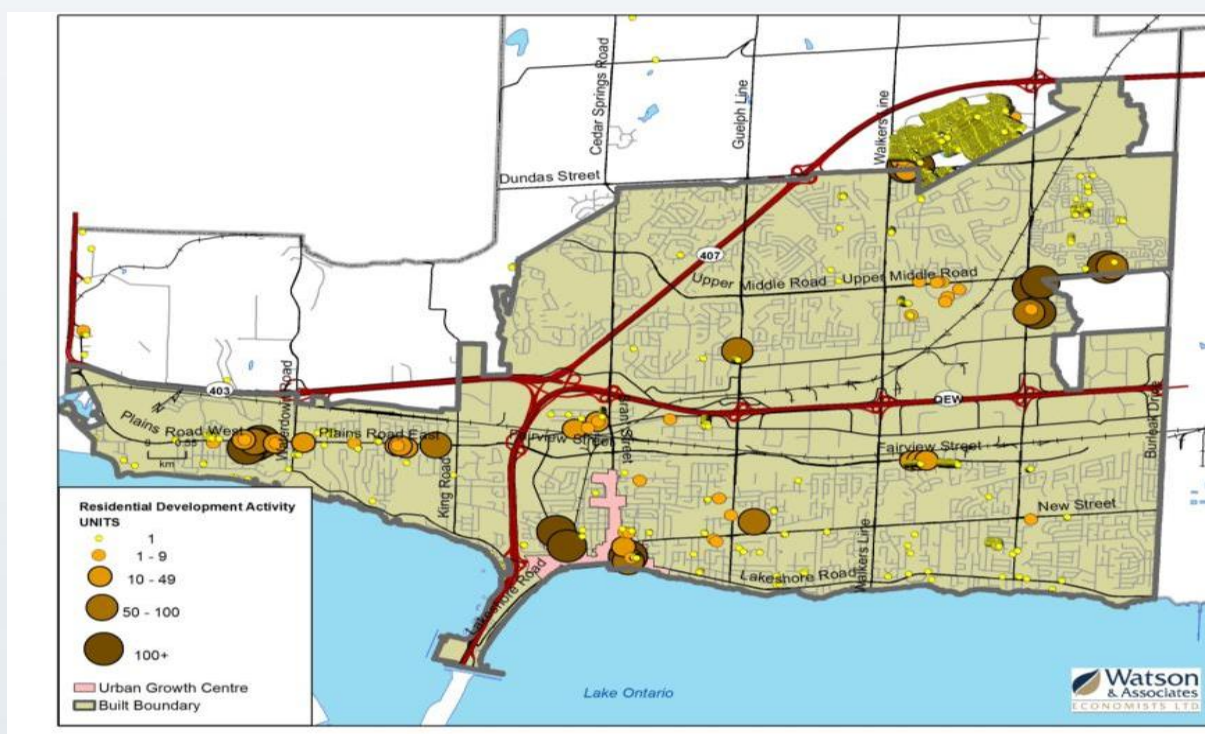 Cedar Springs Road
Guelph Line
Walkers Line
Dundas Street
407
Upper Middle Road
Upper Middle Road
403
Waterdown Road
Brant Street
QEW
Burloak Drive
Plains Road West
Plains Road East
Fairview Street
Fairview Street
0 0.55
km
King Road
New Street
Walkers Line
Lakeshore Road
Lakeshore Road
Residential Development Activity
UNITS
1
1 - 9
10 - 49
50 - 100
100+
Urban Growth Centre
Built Boundary
Lake Ontario
Watson
& Associates
ECONOMISTS LTD.